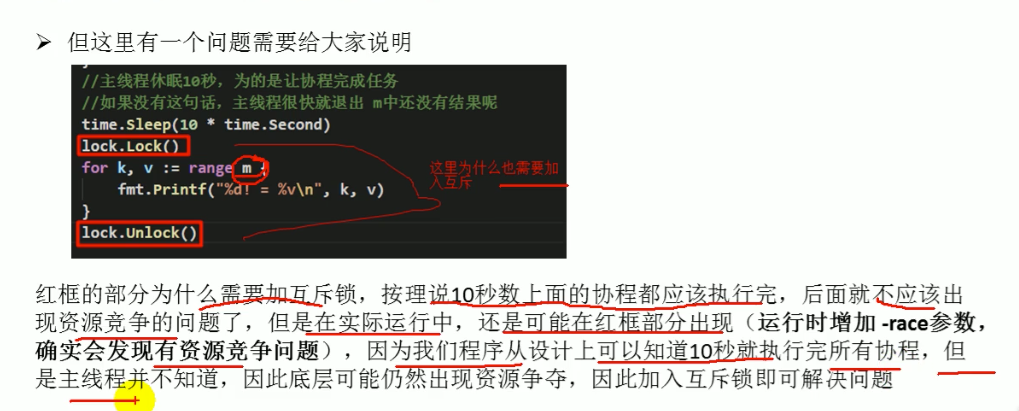 ➢ 但这里有一个问题需要给大家说明
//主线程休眠10秒，为的是让协程完成任务
//如果没有这句话，主线程很快就退出 m中还没有结果呢
time.Sleep(10 * time.Second)
lock.Lock()
for k, v := range m {
fmt.Printf("%d! = %v\n", k, v)
}
lock.Unlock()
这里为什么也需要加
入互斥
红框的部分为什么需要加互斥锁，按理说10秒数上面的协程都应该执行完，后面就不应该出
现资源竞争的问题了，但是在实际运行中，还是可能在红框部分出现（运行时增加 -race参数，
确实会发现有资源竞争问题），因为我们程序从设计上可以知道10秒就执行完所有协程，但
是主线程并不知道，因此底层可能仍然出现资源争夺，因此加入互斥锁即可解决问题